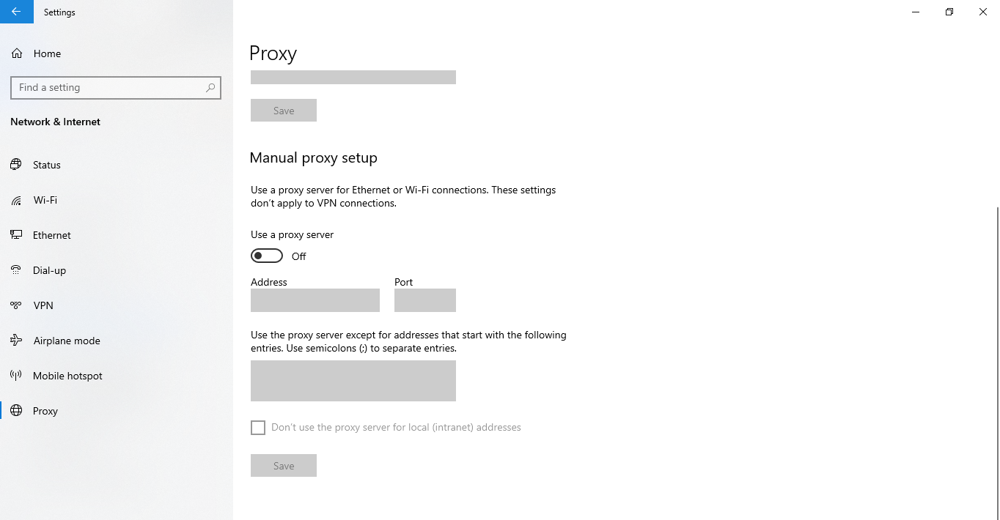 Settings
Home
Find a setting
Network & Internet
Status
Wi-Fi
Ethernet
Dial-up
VPN
Airplane mode
Mobile hotspot
Proxy
Proxy
Save
Manual proxy setup
Use a proxy server for Ethernet or Wi-Fi connections. These settings
don't apply to VPN connections.
Use a proxy server
Off
Address Port
Use the proxy server except for addresses that start with the following
entries. Use semicolons (;) to separate entries.
Don't use the proxy server for local (intranet) addresses
Save